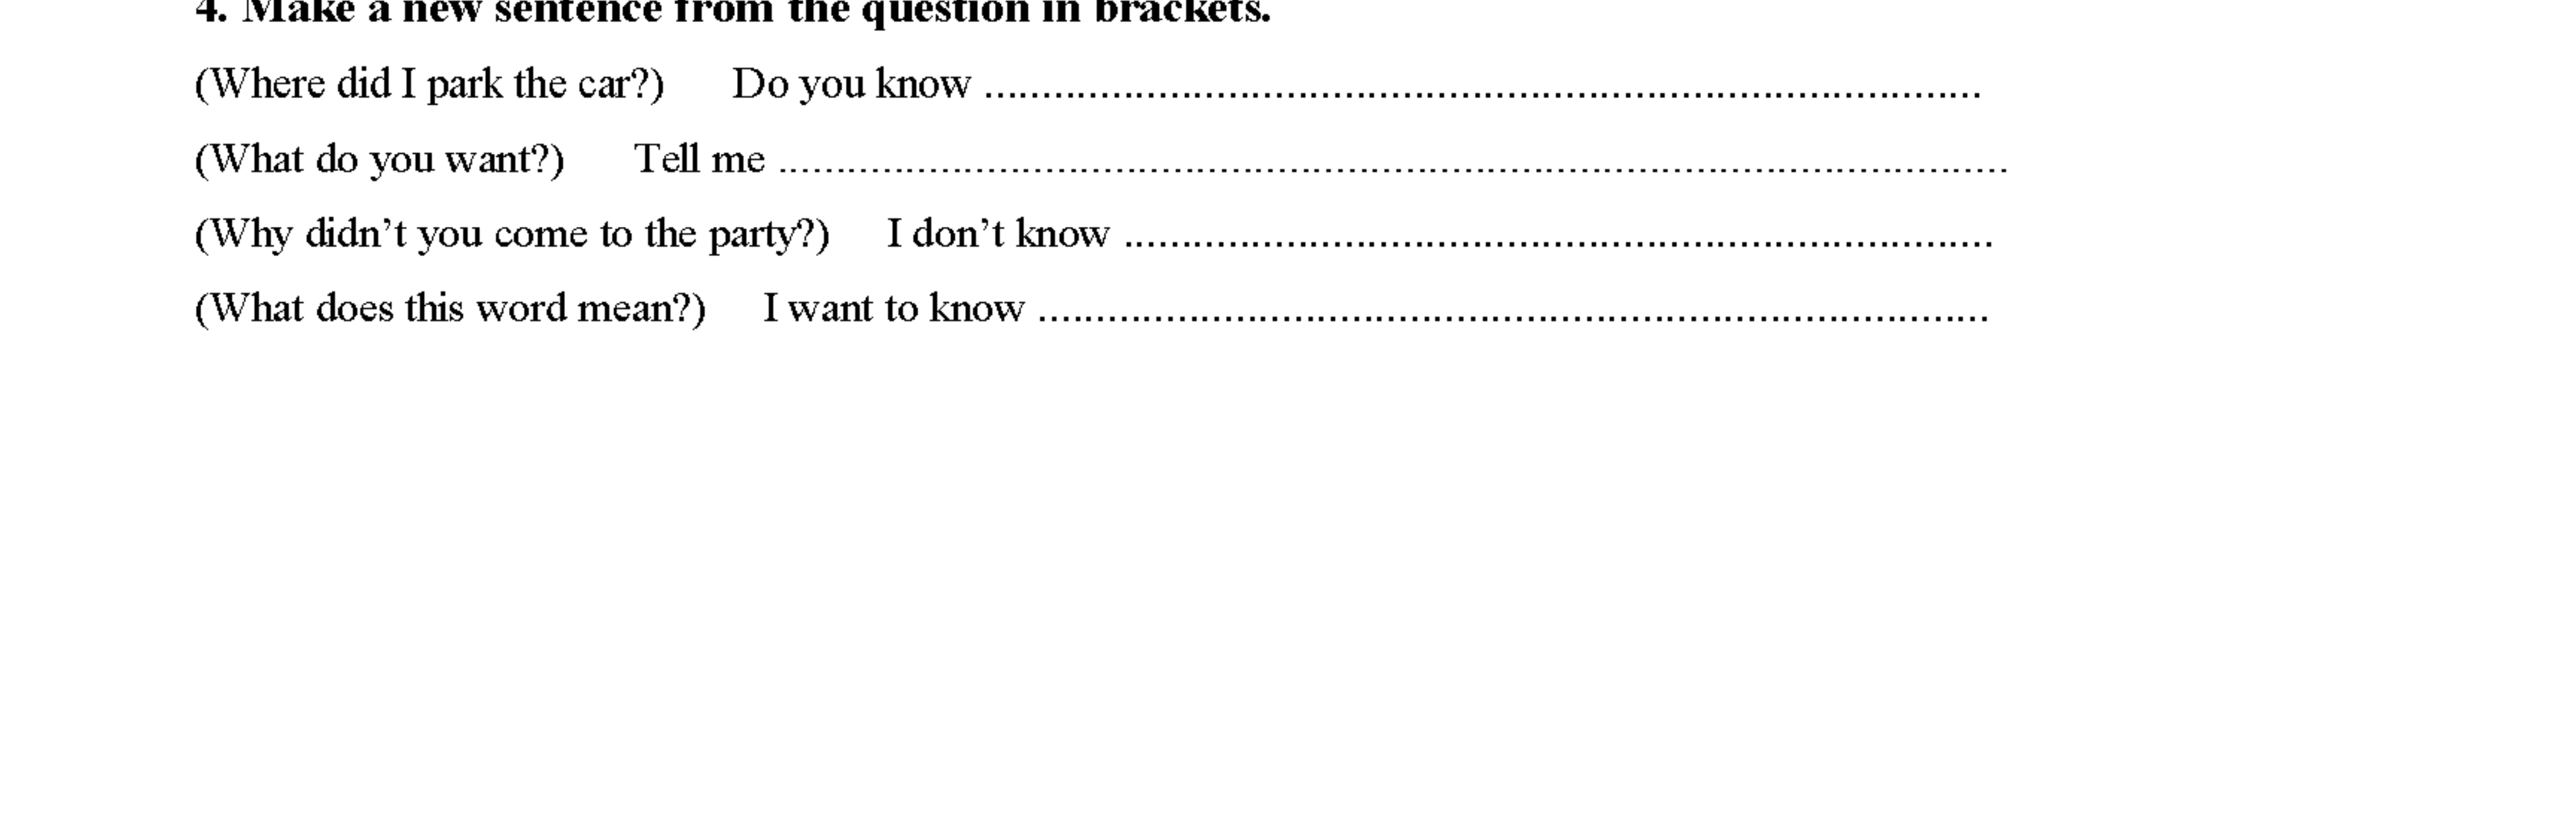 4. Make a new sentence from the question in brackets.
(Where did I park the car?) Do you know ......................................................................................
(What do you want?) Tell me ..........................................................................................................
(Why didn’t you come to the party?) I don’t know ...........................................................................
(What does this word mean?) I want to know ..................................................................................